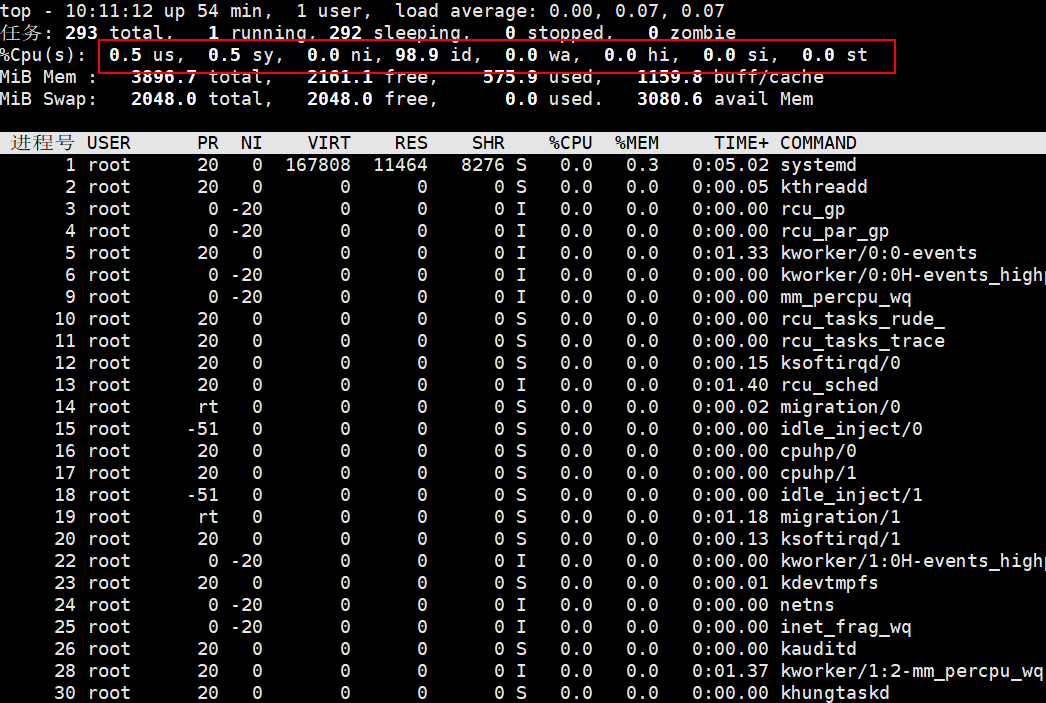 top - 10:11:12 up 54 min,  1 user,  load average: 0.00, 0.07, 0.07
任务: 293 total,   1 running, 292 sleeping,   0 stopped,   0 zombie
%Cpu(s):  0.5 us,  0.5 sy,  0.0 ni, 98.9 id,  0.0 wa,  0.0 hi,  0.0 si,  0.0 st
MiB Mem :   3896.7 total,   2161.1 free,    575.9 used,   1159.8 buff/cache
MiB Swap:   2048.0 total,   2048.0 free,      0.0 used.   3080.6 avail Mem
进程号 USER      PR  NI    VIRT    RES    SHR    %CPU  %MEM     TIME+ COMMAND
1 root      20   0  167808  11464   8276 S   0.0   0.3   0:05.02 systemd
2 root      20   0       0      0      0 S   0.0   0.0   0:00.05 kthreadd
3 root       0 -20       0      0      0 I   0.0   0.0   0:00.00 rcu_gp
4 root       0 -20       0      0      0 I   0.0   0.0   0:00.00 rcu_par_gp
5 root      20   0       0      0      0 I   0.0   0.0   0:01.33 kworker/0:0-events
6 root       0 -20       0      0      0 I   0.0   0.0   0:00.00 kworker/0:0H-events_highp
9 root       0 -20       0      0      0 I   0.0   0.0   0:00.00 mm_percpu_wq
10 root      20   0       0      0      0 S   0.0   0.0   0:00.00 rcu_tasks_rude_
11 root      20   0       0      0      0 S   0.0   0.0   0:00.00 rcu_tasks_trace
12 root      20   0       0      0      0 S   0.0   0.0   0:00.15 ksoftirqd/0
13 root      20   0       0      0      0 I   0.0   0.0   0:01.40 rcu_sched
14 root      rt   0       0      0      0 S   0.0   0.0   0:00.02 migration/0
15 root     -51   0       0      0      0 S   0.0   0.0   0:00.00 idle_inject/0
16 root      20   0       0      0      0 S   0.0   0.0   0:00.00 cpuhp/0
17 root      20   0       0      0      0 S   0.0   0.0   0:00.00 cpuhp/1
18 root     -51   0       0      0      0 S   0.0   0.0   0:00.00 idle_inject/1
19 root      rt   0       0      0      0 S   0.0   0.0   0:01.18 migration/1
20 root      20   0       0      0      0 S   0.0   0.0   0:00.13 ksoftirqd/1
22 root       0 -20       0      0      0 I   0.0   0.0   0:00.00 kworker/1:0H-events_highp
23 root      20   0       0      0      0 S   0.0   0.0   0:00.01 kdevtmpfs
24 root       0 -20       0      0      0 I   0.0   0.0   0:00.00 netns
25 root       0 -20       0      0      0 I   0.0   0.0   0:00.00 inet_frag_wq
26 root      20   0       0      0      0 S   0.0   0.0   0:00.00 kauditd
28 root      20   0       0      0      0 I   0.0   0.0   0:01.37 kworker/1:2-mm_percpu_wq
30 root      20   0       0      0      0 S   0.0   0.0   0:00.00 khungtaskd